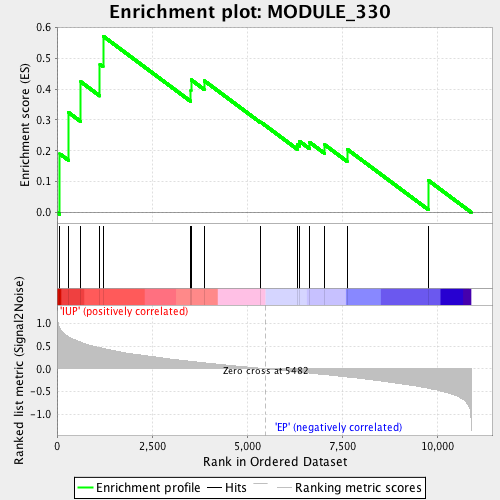 Enrichment plot: MODULE_330
Enrichment score (ES)
0.6
0.5
0.4
0.3
0.2
0.1
0.0
'IUP' (positively correlated)
Ranked list metric (Signal2Noise)
1.0
0.5
0.0
-0.5
-1.0
Zero cross at 5482
'EP' (negatively correlated)
0
2,500
5,000
7,500
10,000
Rank in Ordered Dataset
Enrichment profile
Hits
Ranking metric scores